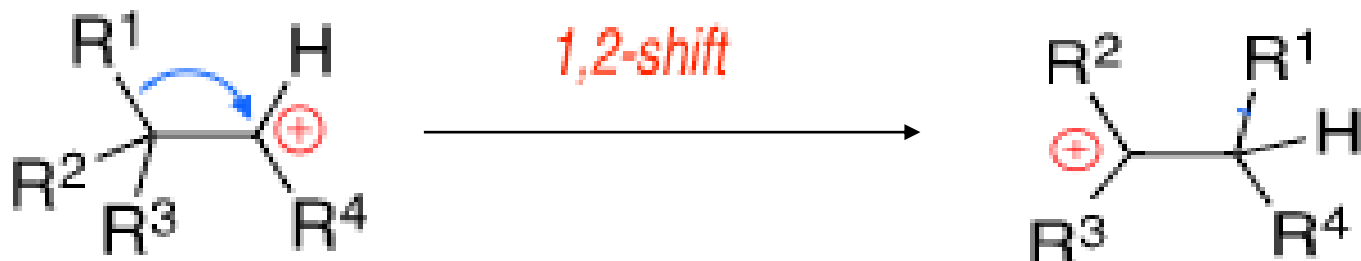 R¹ H
R² R³ R⁴
⊕
1,2-shift
R² R¹
⊕ H
R³ R⁴